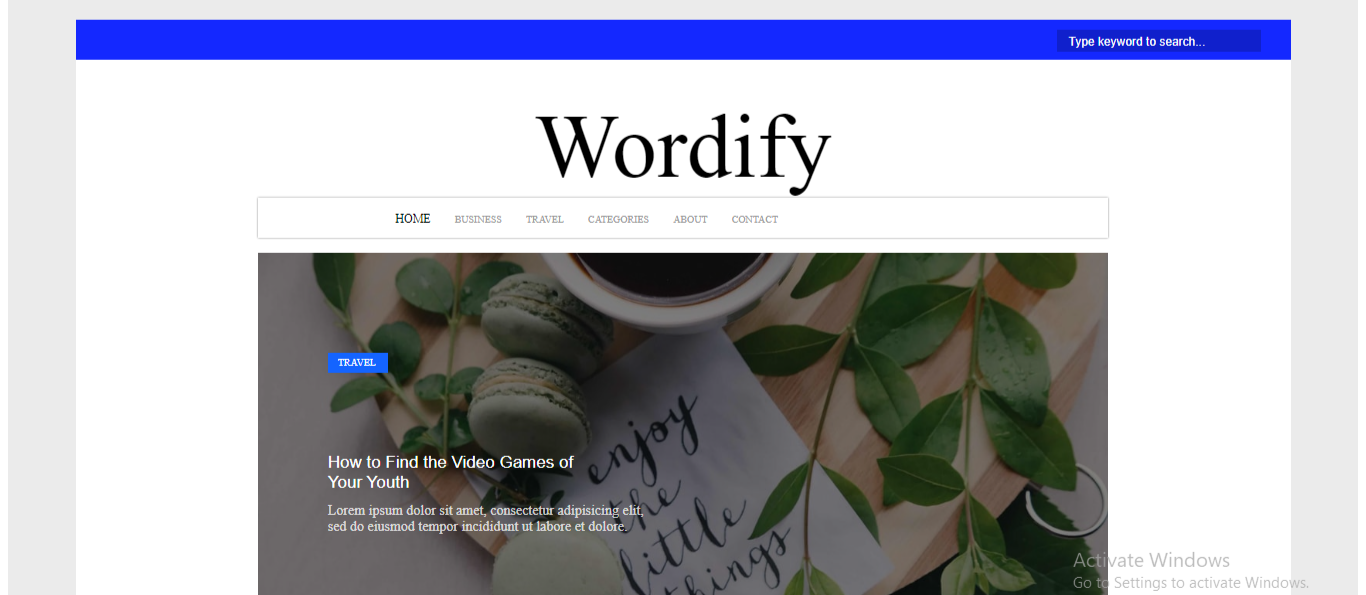 Type keyword to search...
Wordify
HOME BUSINESS TRAVEL CATEGORIES ABOUT CONTACT
TRAVEL
enjoy
the
little
things
How to Find the Video Games of
Your Youth
Lorem ipsum dolor sit amet, consectetur adipisicing elit,
sed do eiusmod tempor incididunt ut labore et dolore.
Activate Windows
Go to Settings to activate Windows.